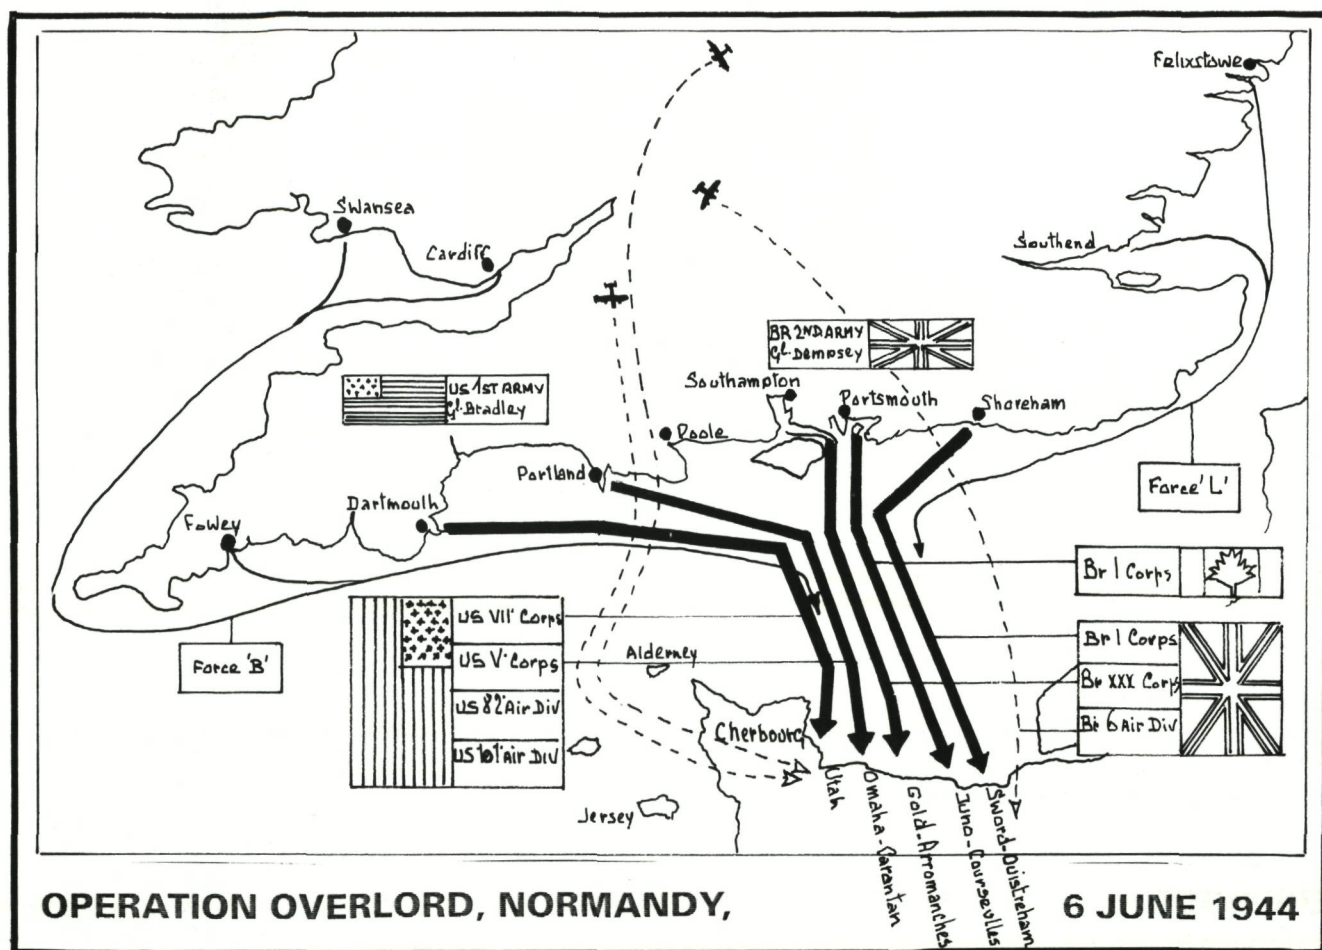 Felixstowe
Swansea
Cardiff
Southend
BR 2ND ARMY
Gl. Dempsey
US 1ST ARMY
Gl. Bradley
Southampton
Portsmouth
Shoreham
Poole
Portland
Dartmouth
Fowey
Force 'L'
Force 'B'
Br I Corps
US VII' Corps
US V' Corps
US 82' Air Div
US 101' Air Div
Br I Corps
Br XXX Corps
Br 6 Air Div
Alderney
Cherbourg
Jersey
Utah
Omaha-Carantan
Gold-Arromanches
Juno-Courseulles
Sword-Ouistreham
OPERATION OVERLORD, NORMANDY, 6 JUNE 1944